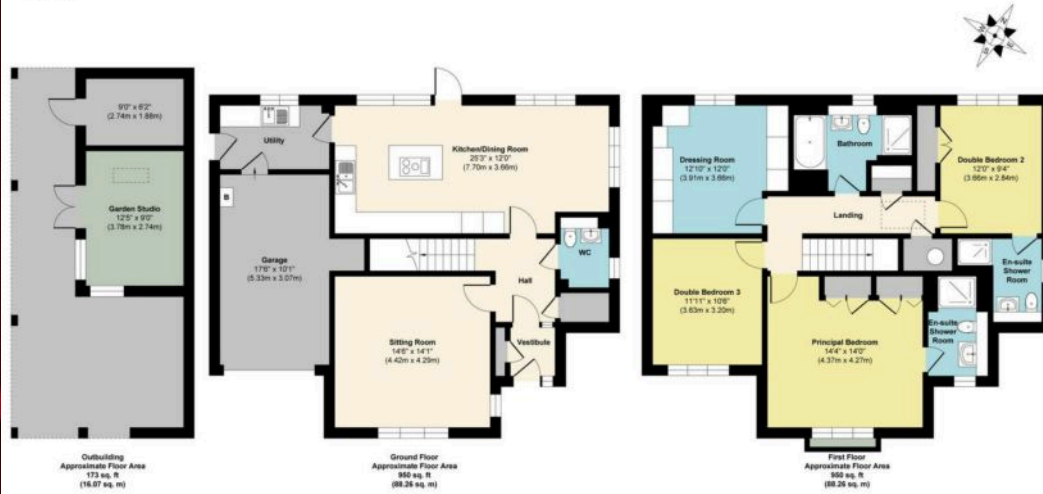 9'0" x 6'2"
(2.74m x 1.88m)
Garden Studio
12'5" x 9'0"
(3.78m x 2.74m)
Outbuilding
Approximate Floor Area
173 sq. ft
(16.07 sq. m)
Utility
B
Kitchen/Dining Room
25'3" x 12'0"
(7.70m x 3.66m)
Garage
17'6" x 10'1"
(5.33m x 3.07m)
WC
Hall
Sitting Room
14'6" x 14'1"
(4.42m x 4.29m)
Vestibule
Ground Floor
Approximate Floor Area
950 sq. ft
(88.26 sq. m)
Dressing Room
12'10" x 12'0"
(3.91m x 3.66m)
Bathroom
Double Bedroom 2
12'0" x 9'4"
(3.66m x 2.84m)
Landing
Double Bedroom 3
11'11" x 10'6"
(3.63m x 3.20m)
En-suite
Shower
Room
Principal Bedroom
14'4" x 14'0"
(4.37m x 4.27m)
En-suite
Shower
Room
First Floor
Approximate Floor Area
950 sq. ft
(88.26 sq. m)